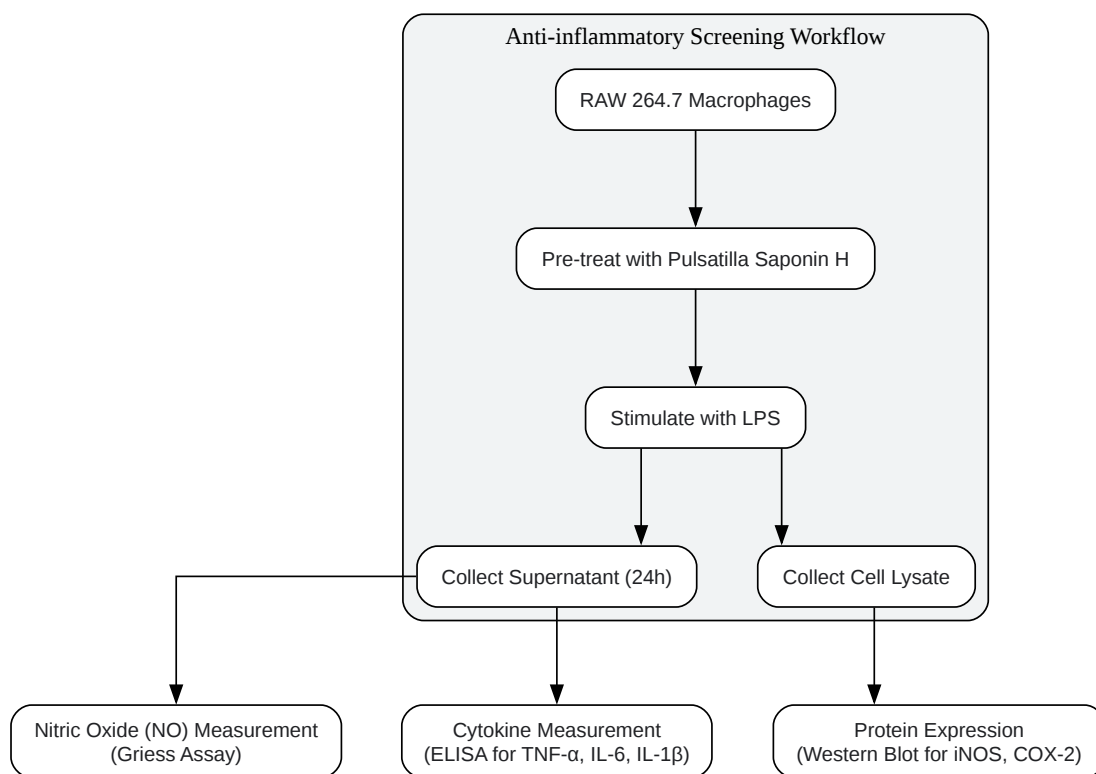 Anti-inflammatory Screening Workflow
RAW 264.7 Macrophages
Pre-treat with Pulsatilla Saponin H
Stimulate with LPS
Collect Supernatant (24h)
Collect Cell Lysate
Nitric Oxide (NO) Measurement
(Griess Assay)
Cytokine Measurement
(ELISA for TNF-α, IL-6, IL-1β)
Protein Expression
(Western Blot for iNOS, COX-2)